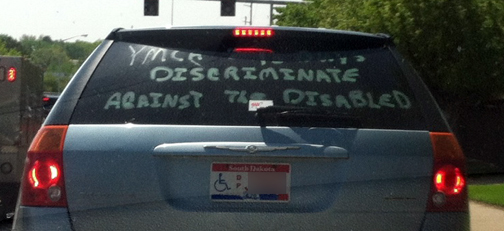 YMCA
DISCRIMINATE
AGAINST THE DISABLED
South Dakota